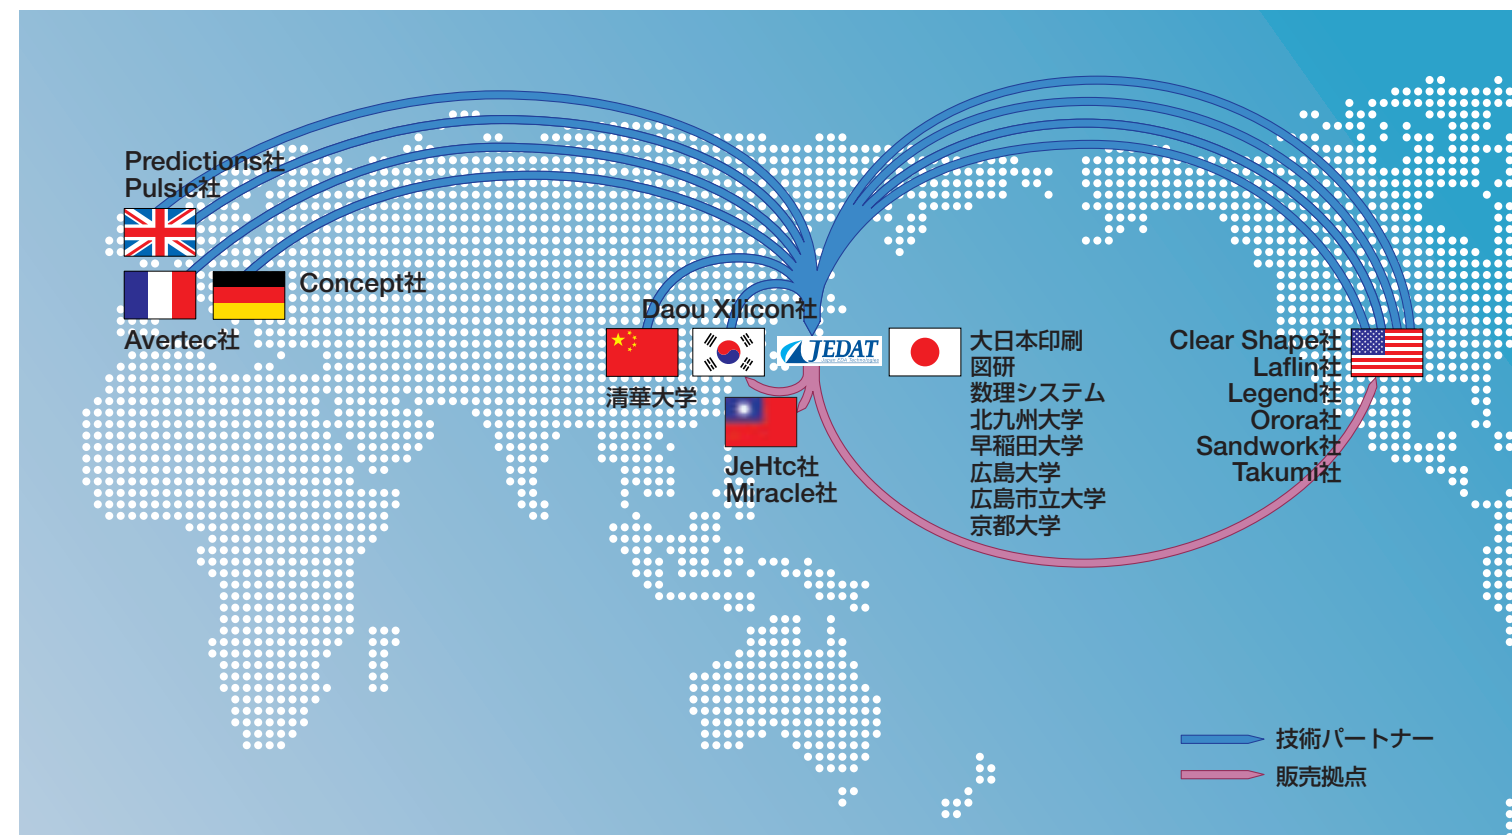 Predictions社
Pulsic社
Concept社
Avertec社
Daou Xilicon社
清華大学
JEDAT
Japan EDA Technologies
JeHtc社
Miracle社
大日本印刷
図研
数理システム
北九州大学
早稲田大学
広島大学
広島市立大学
京都大学
Clear Shape社
Laflin社
Legend社
Orora社
Sandwork社
Takumi社
技術パートナー
販売拠点